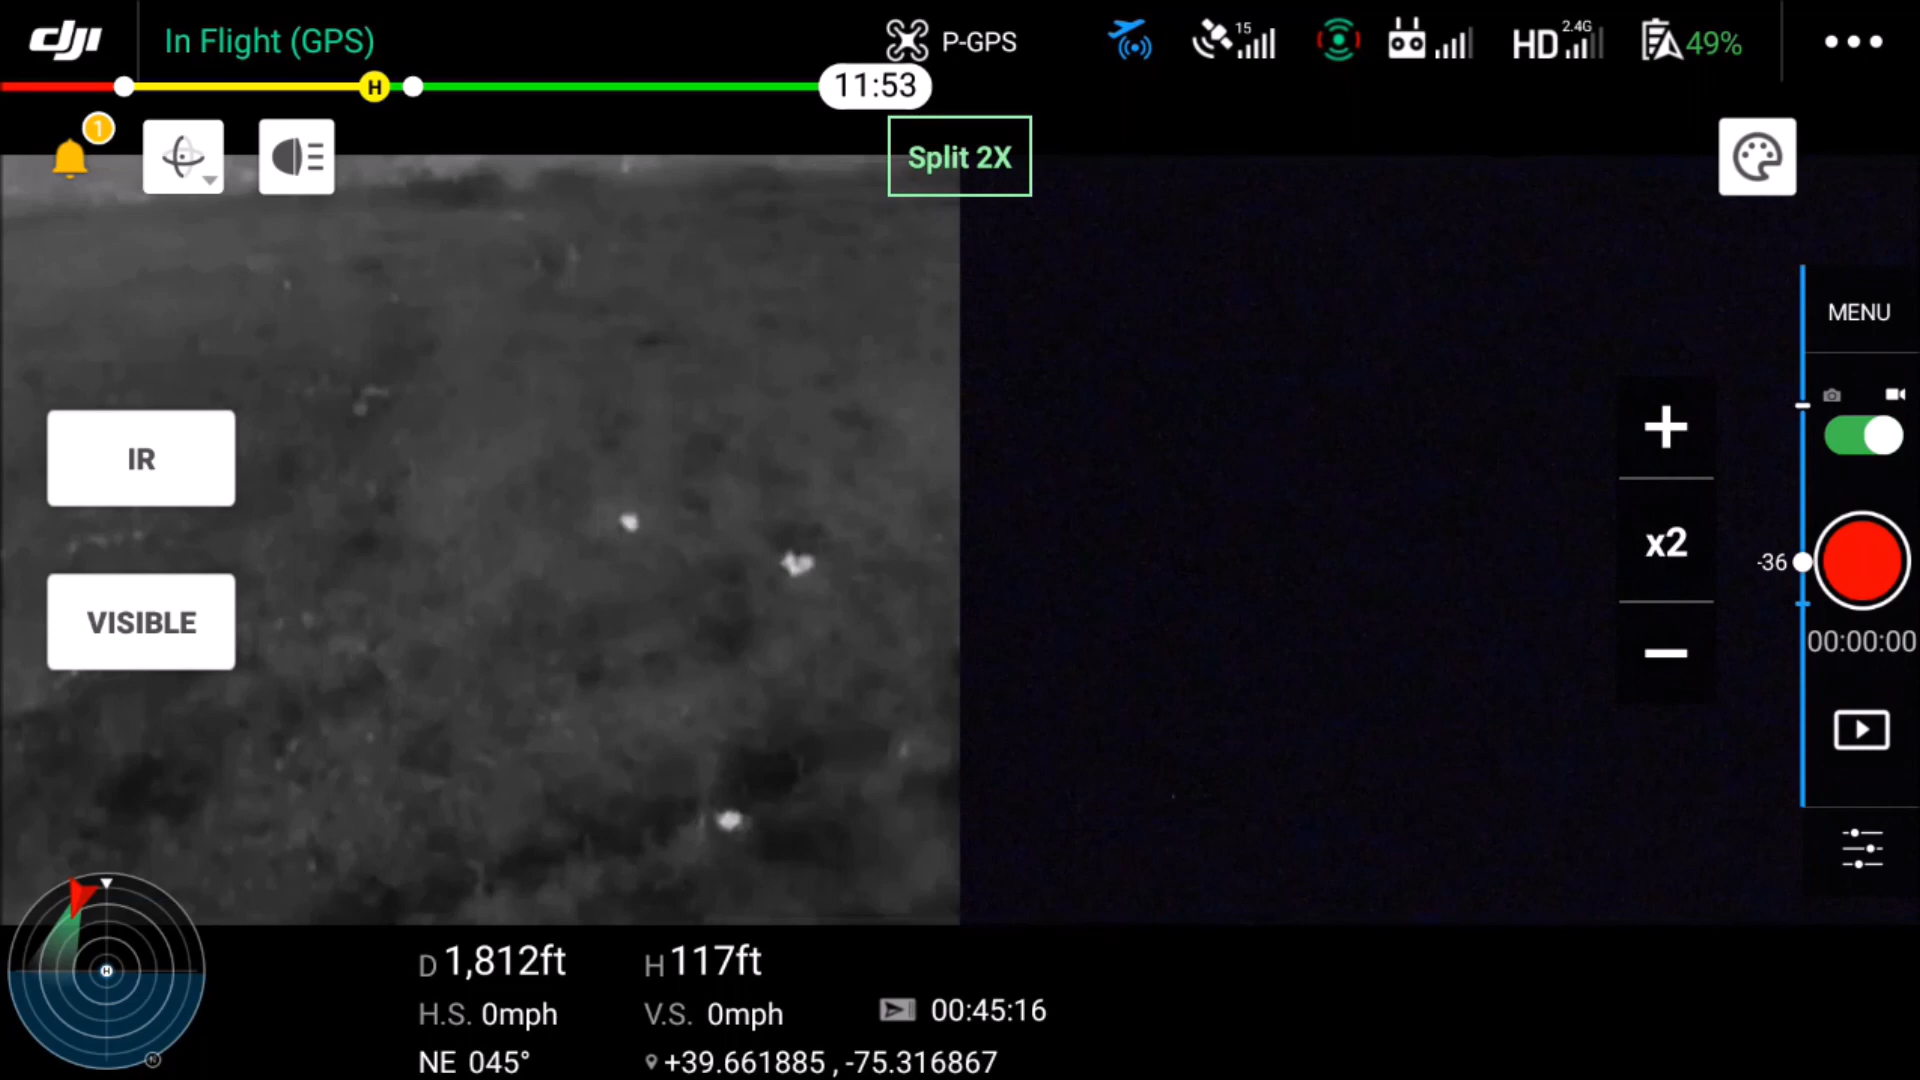 dji
In Flight (GPS)
P-GPS
15
HD 2.4G
49%
H
11:53
1
Split 2X
MENU
IR
x2
-36
VISIBLE
00:00:00
H
N
D 1,812ft
H 117ft
H.S. 0mph
V.S. 0mph
00:45:16
NE 045°
+39.661885 , -75.316867